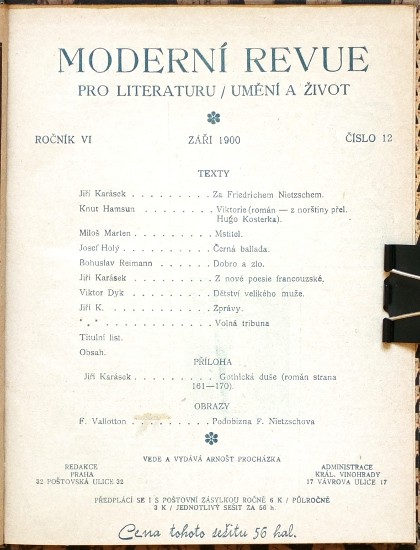 MODERNÍ REVUE
PRO LITERATURU / UMĚNÍ A ŽIVOT
ROČNÍK VI ZÁŘI 1900 ČÍSLO 12
TEXTY
Jiří Karásek . . . . . . . . . Za Friedrichem Nietzschem.
Knut Hamsun . . . . . . . . Viktorie (román — z norštiny přel.
Hugo Kosterka).
Miloš Marten . . . . . . . . . Mstitel.
Josef Holý . . . . . . . . . . Černá ballada.
Bohuslav Reimann . . . . . . Dobro a zlo.
Jiří Karásek . . . . . . . . . Z nové poesie francouzské.
Viktor Dyk . . . . . . . . . . Dětství velikého muže.
Jiří K. . . . . . . . . . . . . Zprávy.
* * * . . . . . . . . . . . . . Volná tribuna
Titulní list.
Obsah.
PŘÍLOHA
Jiří Karásek . . . . . . . . . Gothická duše (román strana
161—170).
OBRAZY
F. Vallotton . . . . . . . . . Podobizna F. Nietzschova
VEDE A VYDÁVÁ ARNOŠT PROCHÁZKA
REDAKCE ADMINISTRACE
PRAHA KRÁL. VINOHRADY
32 POŠTOVSKÁ ULICE 32 17 VÁVROVA ULICE 17
PŘEDPLÁCÍ SE I S POŠTOVNÍ ZÁSYLKOU ROČNĚ 6 K / PŮLROČNĚ
3 K / JEDNOTLIVÝ SEŠIT ZA 56 h.
Cena tohoto sešitu 56 hal.